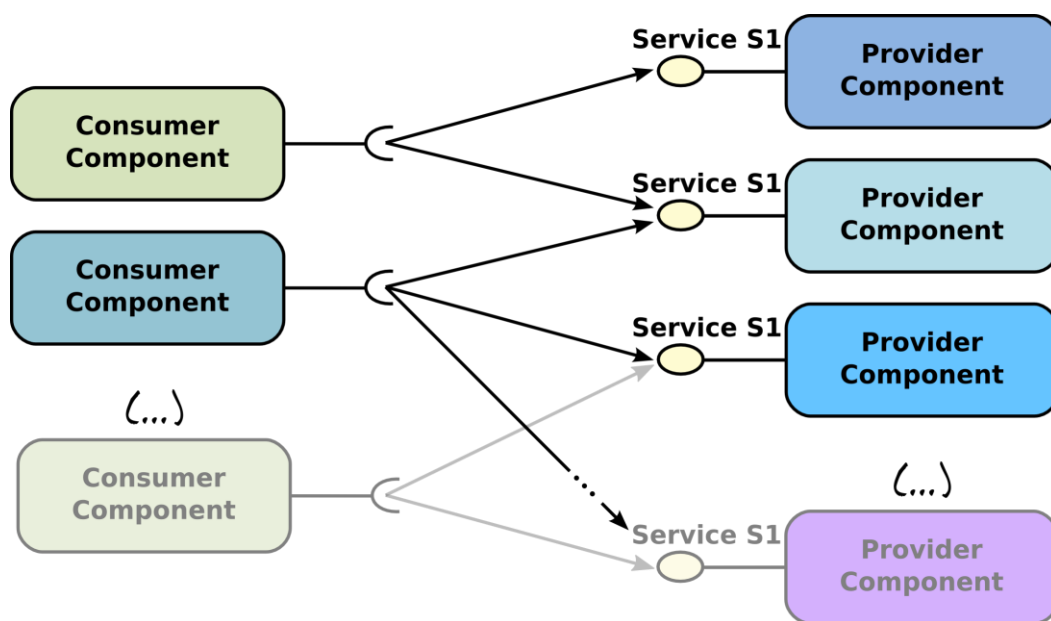 Service S1
Provider
Component
Consumer
Component
Service S1
Provider
Component
Consumer
Component
Service S1
Provider
Component
(...)
Consumer
Component
(...)
Service S1
Provider
Component